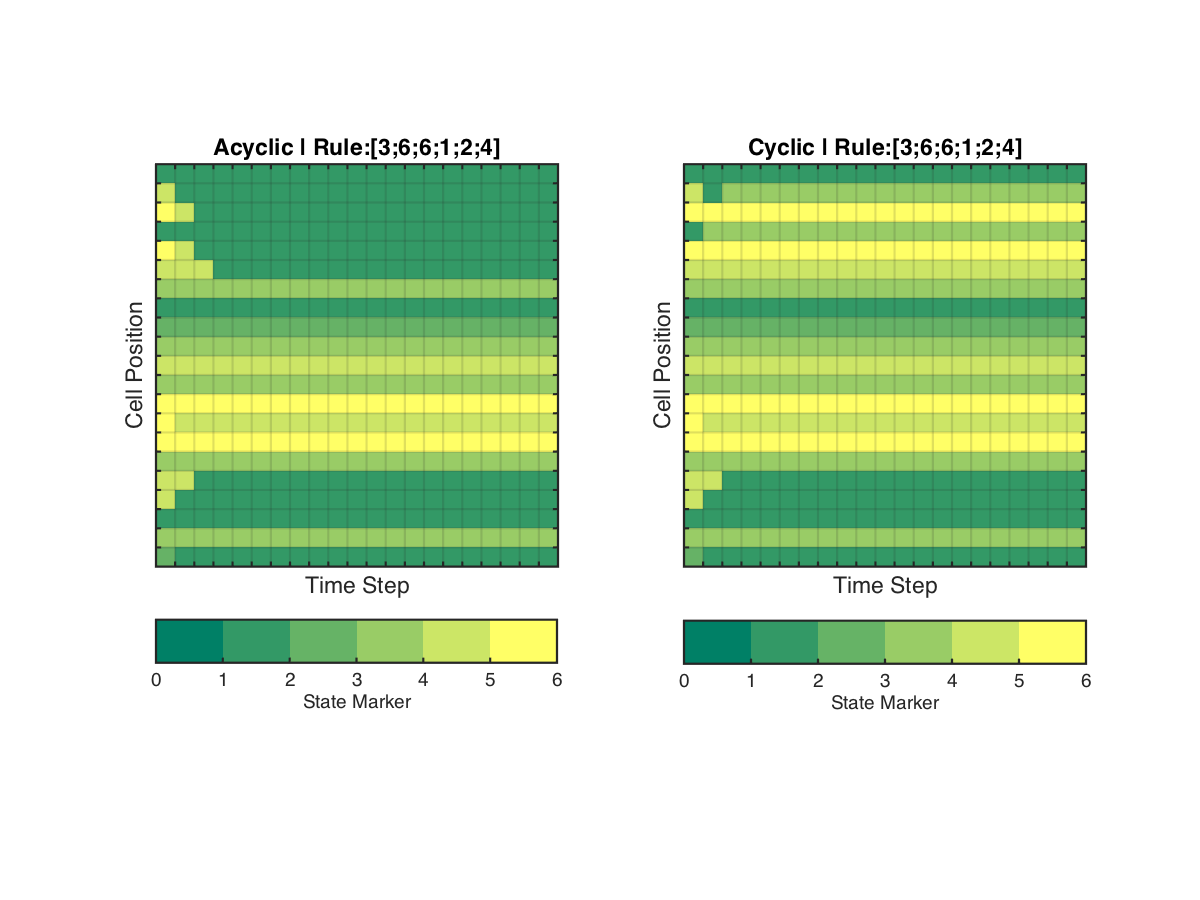 Acyclic | Rule:[3;6;6;1;2;4]
Cell Position
Time Step
0 1 2 3 4 5 6
State Marker
Cyclic | Rule:[3;6;6;1;2;4]
Cell Position
Time Step
0 1 2 3 4 5 6
State Marker